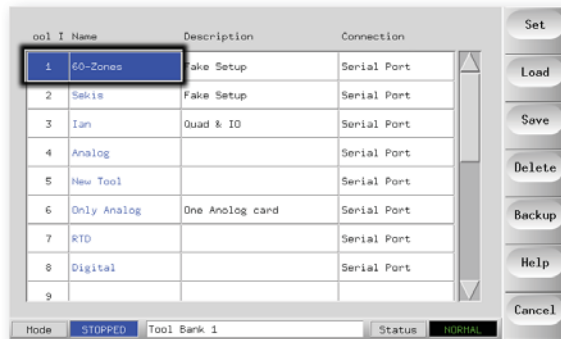 Set
ool I Name Description Connection
1 60-Zones Fake Setup Serial Port
Load
2 Sekis Fake Setup Serial Port
Save
3 Ian Quad & IO Serial Port
4 Analog Serial Port
Delete
5 New Tool Serial Port
6 Only Analog One Anolog card Serial Port
Backup
7 RTD Serial Port
Help
8 Digital Serial Port
9
Cancel
Mode STOPPED Tool Bank 1 Status NORMAL